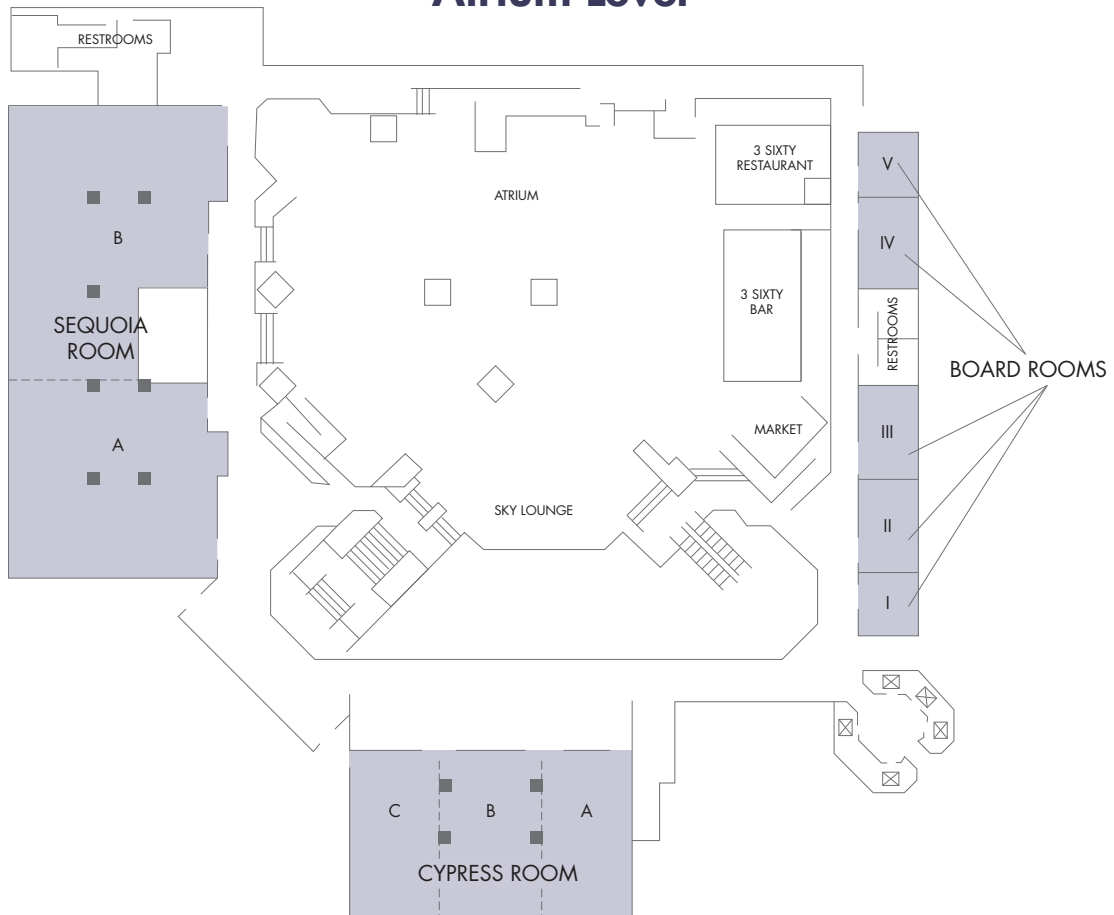 Atrium Level
RESTROOMS
3 SIXTY
RESTAURANT
V
ATRIUM
B
IV
3 SIXTY
BAR
SEQUOIA
ROOM
RESTROOMS
BOARD ROOMS
A
MARKET
III
SKY LOUNGE
II
I
C
B
A
CYPRESS ROOM